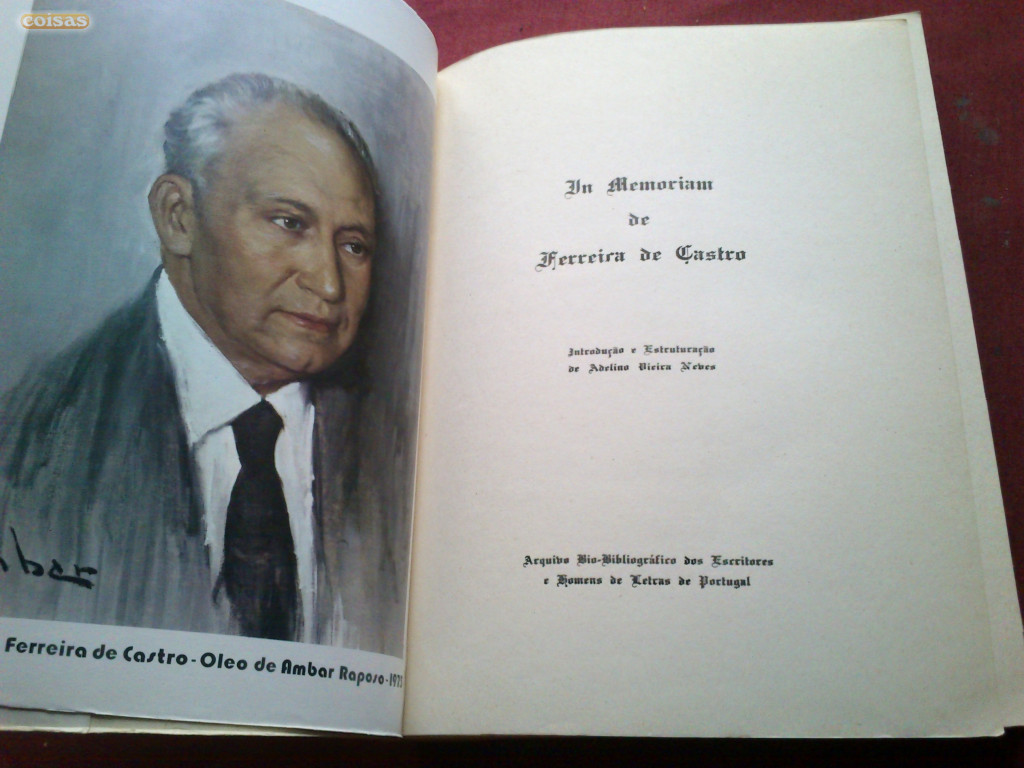 coisas
Ferreira de Castro - Oleo de Ambar Raposo - 197
In Memoriam
de
Ferreira de Castro
Introdução e Estruturação
de Adelino Vieira Neves
Arquivo Bio-Bibliográfico dos Escritores
e Homens de Letras de Portugal